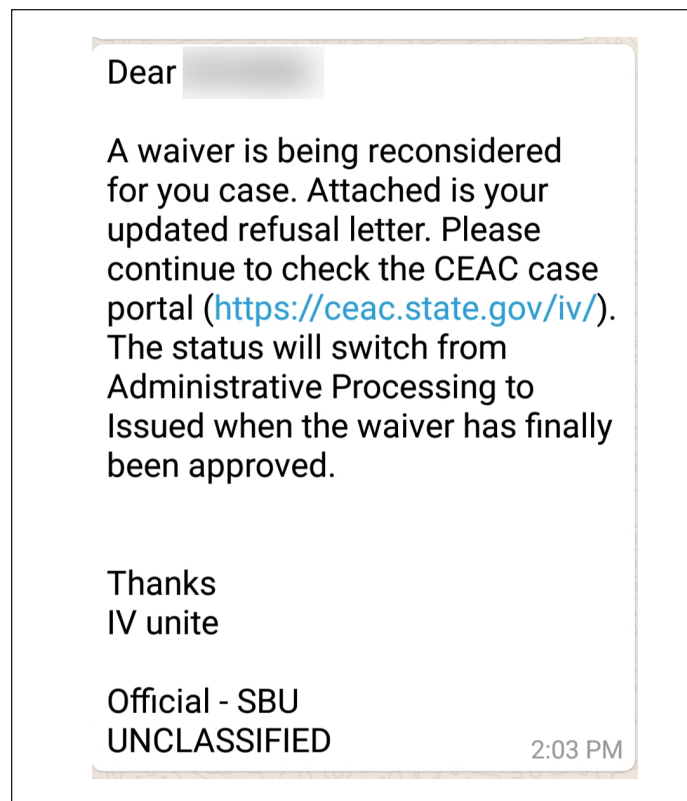 Dear
A waiver is being reconsidered
for you case. Attached is your
updated refusal letter. Please
continue to check the CEAC case
portal (https://ceac.state.gov/iv/).
The status will switch from
Administrative Processing to
Issued when the waiver has finally
been approved.
Thanks
IV unite
Official - SBU
UNCLASSIFIED
2:03 PM